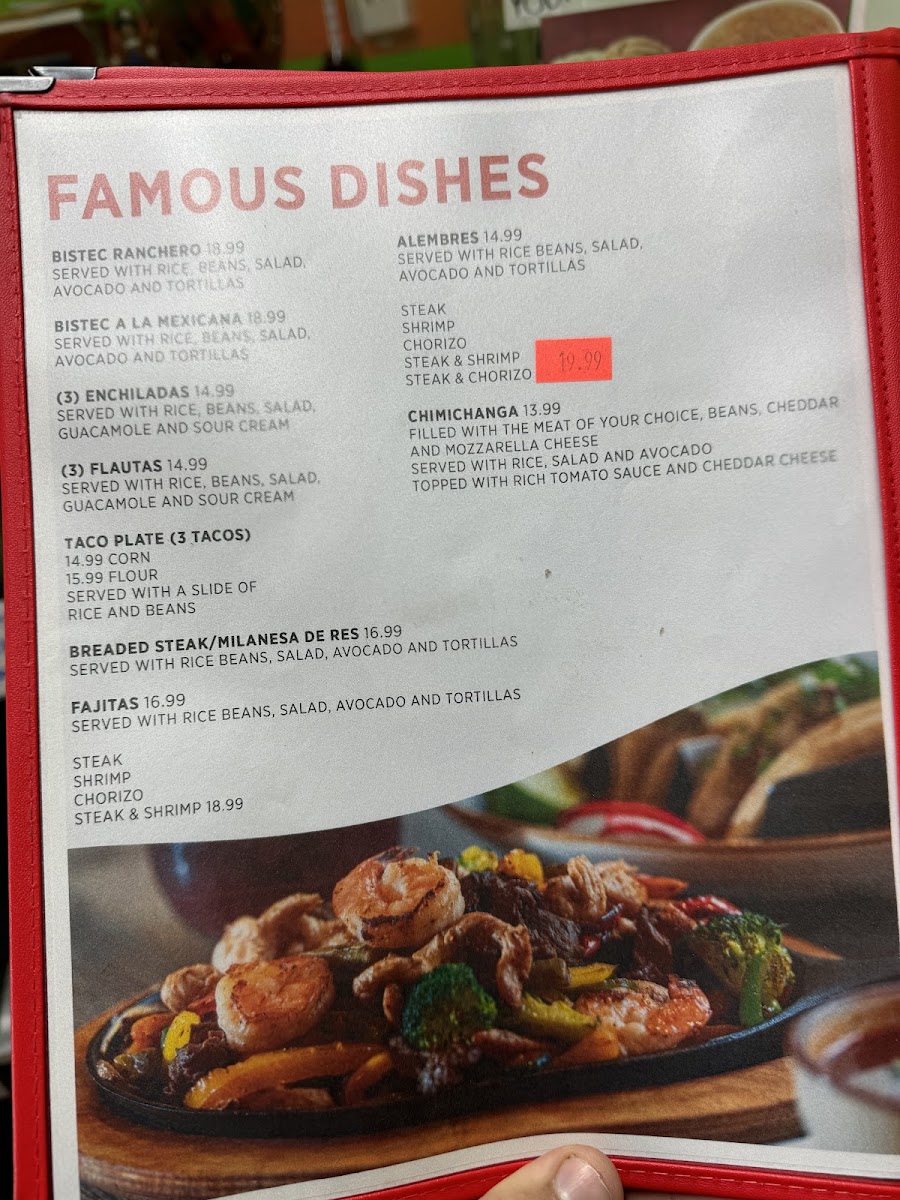 FAMOUS DISHES
BISTEC RANCHERO 18.99
SERVED WITH RICE, BEANS, SALAD,
AVOCADO AND TORTILLAS
BISTEC A LA MEXICANA 18.99
SERVED WITH RICE, BEANS, SALAD,
AVOCADO AND TORTILLAS
(3) ENCHILADAS 14.99
SERVED WITH RICE, BEANS, SALAD,
GUACAMOLE AND SOUR CREAM
(3) FLAUTAS 14.99
SERVED WITH RICE, BEANS, SALAD,
GUACAMOLE AND SOUR CREAM
TACO PLATE (3 TACOS)
14.99 CORN
15.99 FLOUR
SERVED WITH A SLIDE OF
RICE AND BEANS
BREADED STEAK/MILANESA DE RES 16.99
SERVED WITH RICE BEANS, SALAD, AVOCADO AND TORTILLAS
FAJITAS 16.99
SERVED WITH RICE BEANS, SALAD, AVOCADO AND TORTILLAS
STEAK
SHRIMP
CHORIZO
STEAK & SHRIMP 18.99
ALEMBRES 14.99
SERVED WITH RICE BEANS, SALAD,
AVOCADO AND TORTILLAS
STEAK
SHRIMP
CHORIZO
STEAK & SHRIMP 19.99
STEAK & CHORIZO
CHIMICHANGA 13.99
FILLED WITH THE MEAT OF YOUR CHOICE, BEANS, CHEDDAR
AND MOZZARELLA CHEESE
SERVED WITH RICE, SALAD AND AVOCADO
TOPPED WITH RICH TOMATO SAUCE AND CHEDDAR CHEESE